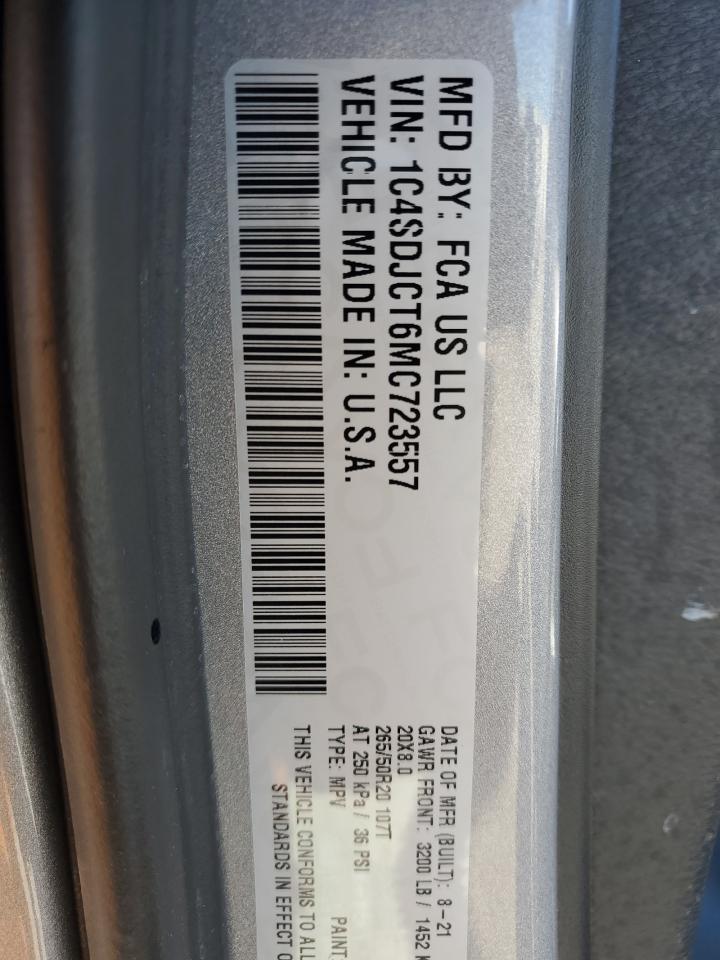 MFD BY: FCA US LLC
VIN: 1C4SDJCT6MC723557
VEHICLE MADE IN: U.S.A.
DATE OF MFR (BUILT): 8-21
GAWR FRONT: 3200 LB / 1452 K
20X8.0
265/50R20 107T
AT 250 kPa / 36 PSI
TYPE: MPV PAINT:
THIS VEHICLE CONFORMS TO ALL
STANDARDS IN EFFECT O